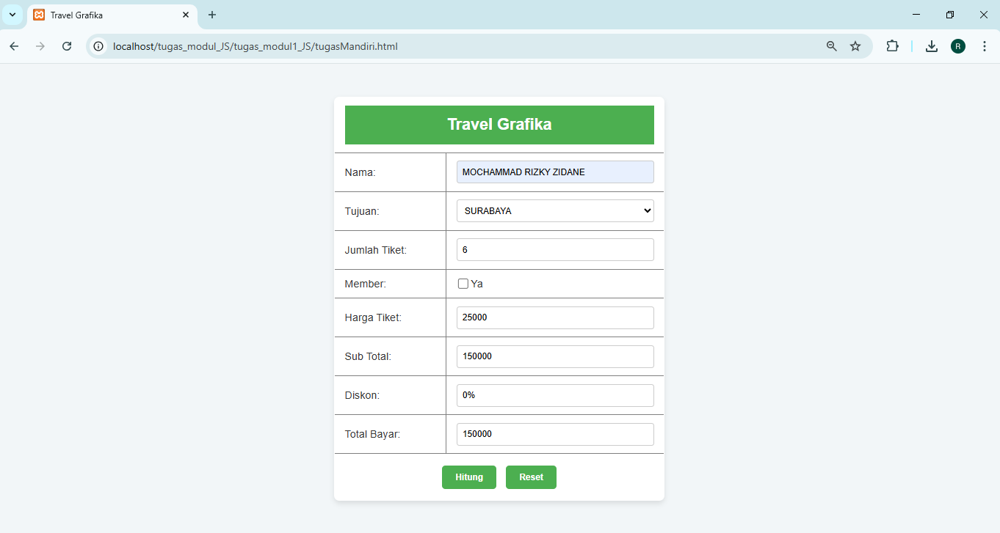 Travel Grafika
localhost/tugas_modul_JS/tugas_modul1_JS/tugasMandiri.html
R
Travel Grafika
Nama: MOCHAMMAD RIZKY ZIDANE
Tujuan: SURABAYA
Jumlah Tiket: 6
Member: Ya
Harga Tiket: 25000
Sub Total: 150000
Diskon: 0%
Total Bayar: 150000
Hitung Reset